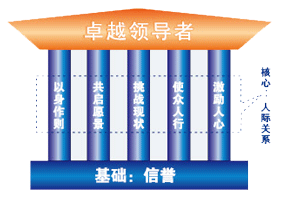 卓越领导者
以身作则
共启愿景
挑战现状
使众人行
激励人心
核心：人际关系
基础：信誉